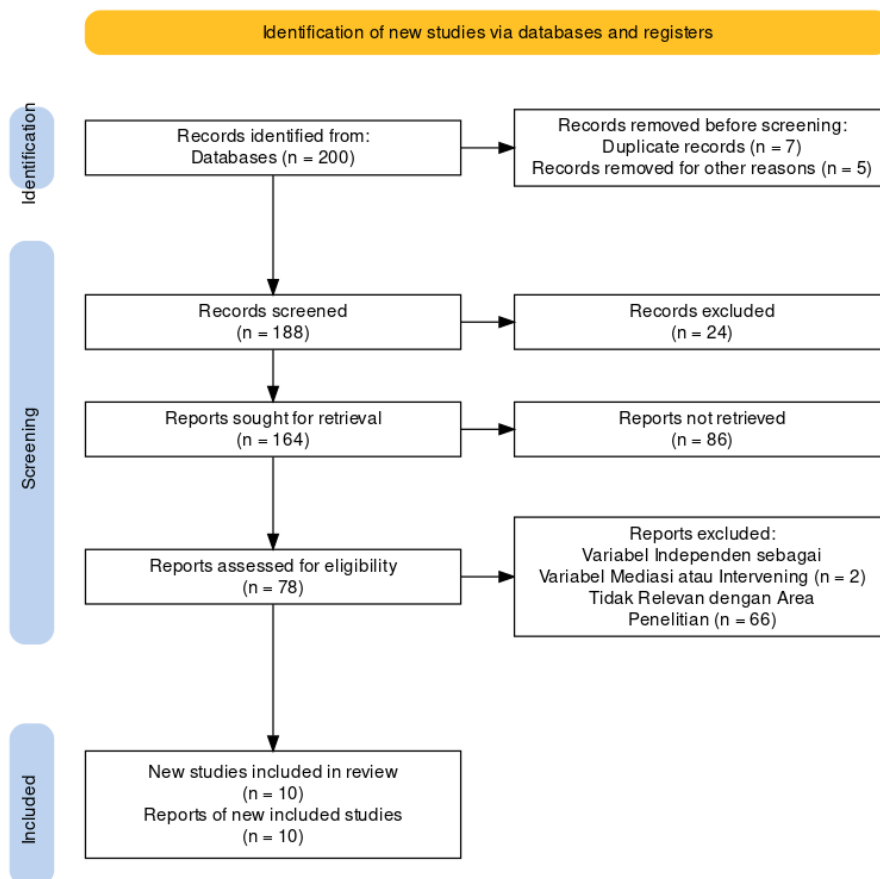 Identification of new studies via databases and registers
Identification
Records identified from:
Databases (n = 200)
Records removed before screening:
Duplicate records (n = 7)
Records removed for other reasons (n = 5)
Screening
Records screened
(n = 188)
Records excluded
(n = 24)
Reports sought for retrieval
(n = 164)
Reports not retrieved
(n = 86)
Reports assessed for eligibility
(n = 78)
Reports excluded:
Variabel Independen sebagai
Variabel Mediasi atau Intervening (n = 2)
Tidak Relevan dengan Area
Penelitian (n = 66)
Included
New studies included in review
(n = 10)
Reports of new included studies
(n = 10)